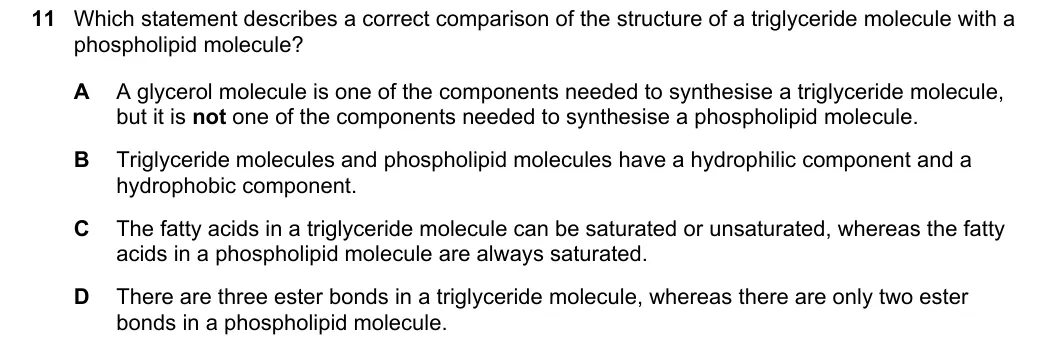 11 Which statement describes a correct comparison of the structure of a triglyceride molecule with a
phospholipid molecule?
A A glycerol molecule is one of the components needed to synthesise a triglyceride molecule,
but it is not one of the components needed to synthesise a phospholipid molecule.
B Triglyceride molecules and phospholipid molecules have a hydrophilic component and a
hydrophobic component.
C The fatty acids in a triglyceride molecule can be saturated or unsaturated, whereas the fatty
acids in a phospholipid molecule are always saturated.
D There are three ester bonds in a triglyceride molecule, whereas there are only two ester
bonds in a phospholipid molecule.